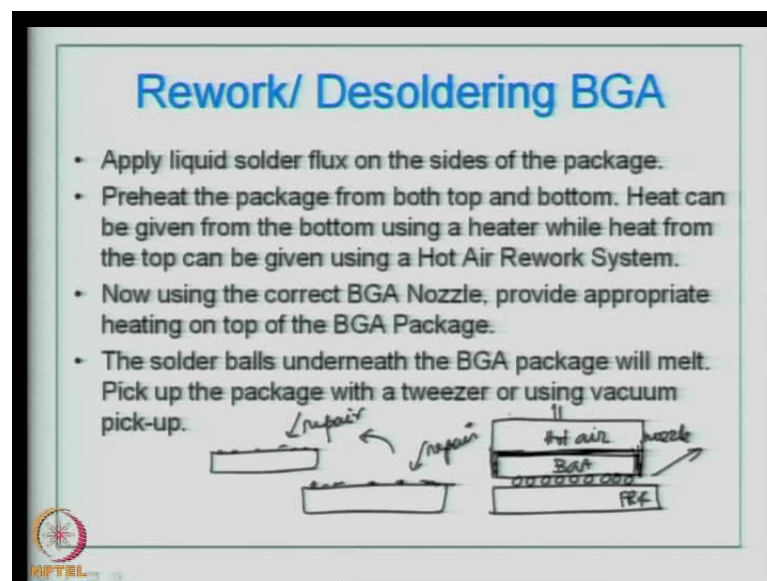 Rework/ Desoldering BGA
• Apply liquid solder flux on the sides of the package.
• Preheat the package from both top and bottom. Heat can
be given from the bottom using a heater while heat from
the top can be given using a Hot Air Rework System.
• Now using the correct BGA Nozzle, provide appropriate
heating on top of the BGA Package.
• The solder balls underneath the BGA package will melt.
Pick up the package with a tweezer or using vacuum
pick-up.
repair
repair
Hot air nozzle
BGA
FR4
NPTEL